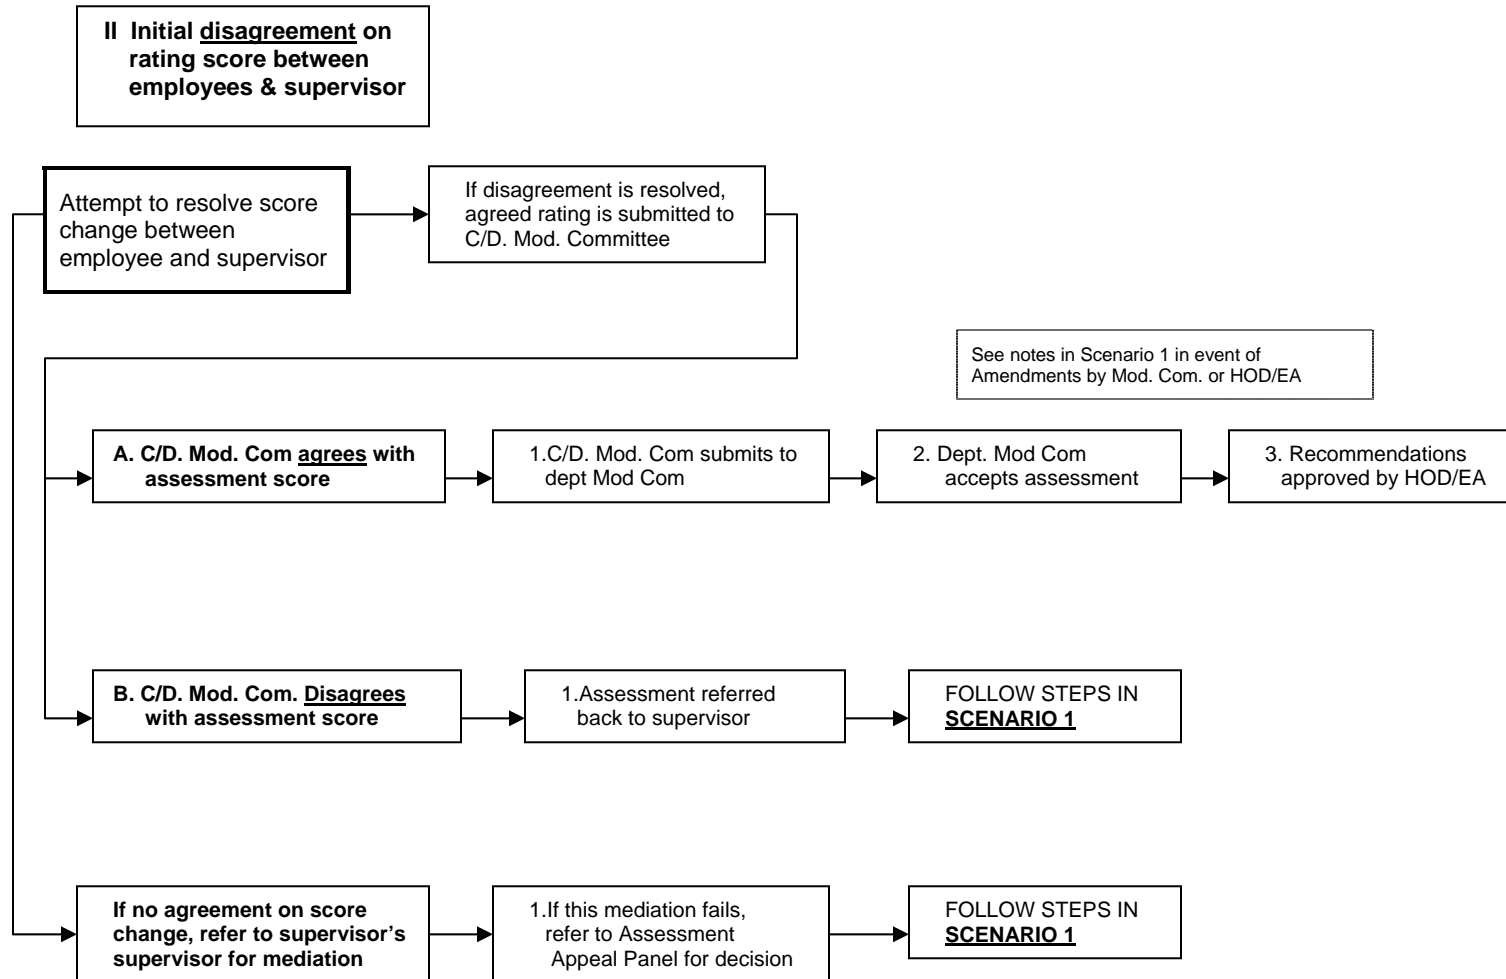 II Initial disagreement on
rating score between
employees & supervisor
Attempt to resolve score
change between
employee and supervisor
If disagreement is resolved,
agreed rating is submitted to
C/D. Mod. Committee
See notes in Scenario 1 in event of
Amendments by Mod. Com. or HOD/EA
A. C/D. Mod. Com agrees with
assessment score
1.C/D. Mod. Com submits to
dept Mod Com
2. Dept. Mod Com
accepts assessment
3. Recommendations
approved by HOD/EA
B. C/D. Mod. Com. Disagrees
with assessment score
1.Assessment referred
back to supervisor
FOLLOW STEPS IN
SCENARIO 1
If no agreement on score
change, refer to supervisor’s
supervisor for mediation
1.If this mediation fails,
refer to Assessment
Appeal Panel for decision
FOLLOW STEPS IN
SCENARIO 1